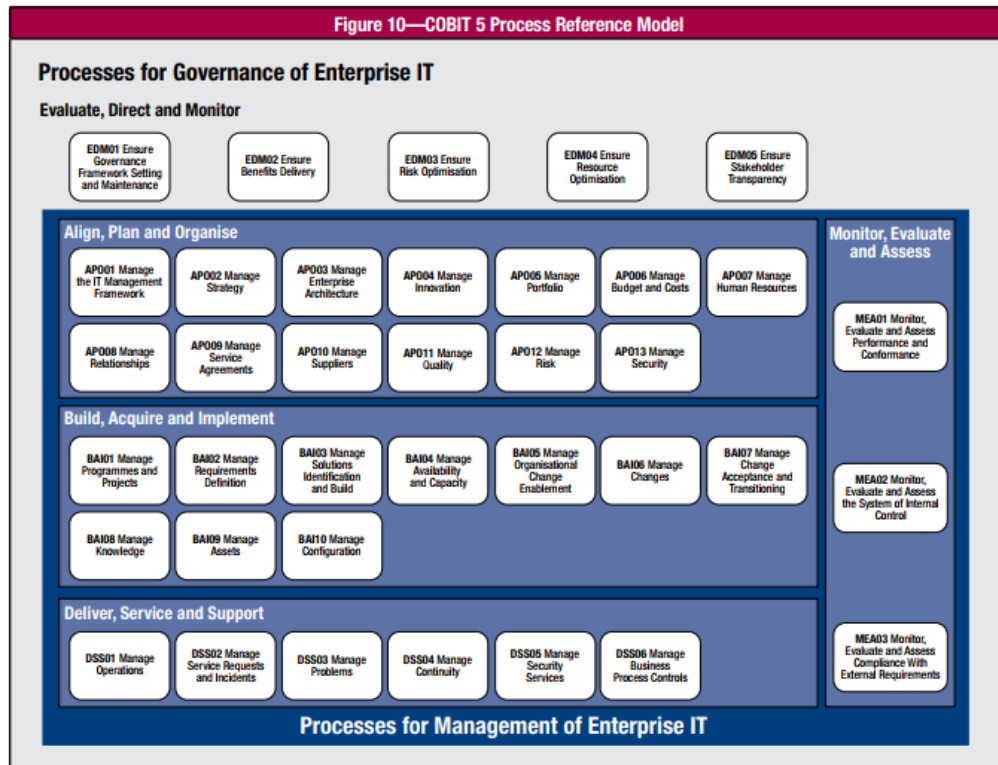 Figure 10—COBIT 5 Process Reference Model
Processes for Governance of Enterprise IT
Evaluate, Direct and Monitor
EDM01 Ensure
Governance
Framework Setting
and Maintenance
EDM02 Ensure
Benefits Delivery
EDM03 Ensure
Risk Optimisation
EDM04 Ensure
Resource
Optimisation
EDM05 Ensure
Stakeholder
Transparency
Align, Plan and Organise
APO01 Manage
the IT Management
Framework
APO02 Manage
Strategy
APO03 Manage
Enterprise
Architecture
APO04 Manage
Innovation
APO05 Manage
Portfolio
APO06 Manage
Budget and Costs
APO07 Manage
Human Resources
APO08 Manage
Relationships
APO09 Manage
Service
Agreements
APO10 Manage
Suppliers
APO11 Manage
Quality
APO12 Manage
Risk
APO13 Manage
Security
Build, Acquire and Implement
BAI01 Manage
Programmes and
Projects
BAI02 Manage
Requirements
Definition
BAI03 Manage
Solutions
Identification
and Build
BAI04 Manage
Availability
and Capacity
BAI05 Manage
Organisational
Change
Enablement
BAI06 Manage
Changes
BAI07 Manage
Change
Acceptance and
Transitioning
BAI08 Manage
Knowledge
BAI09 Manage
Assets
BAI10 Manage
Configuration
Deliver, Service and Support
DSS01 Manage
Operations
DSS02 Manage
Service Requests
and Incidents
DSS03 Manage
Problems
DSS04 Manage
Continuity
DSS05 Manage
Security
Services
DSS06 Manage
Business
Process Controls
Monitor, Evaluate
and Assess
MEA01 Monitor,
Evaluate and Assess
Performance and
Conformance
MEA02 Monitor,
Evaluate and Assess
the System of Internal
Control
MEA03 Monitor,
Evaluate and Assess
Compliance With
External Requirements
Processes for Management of Enterprise IT